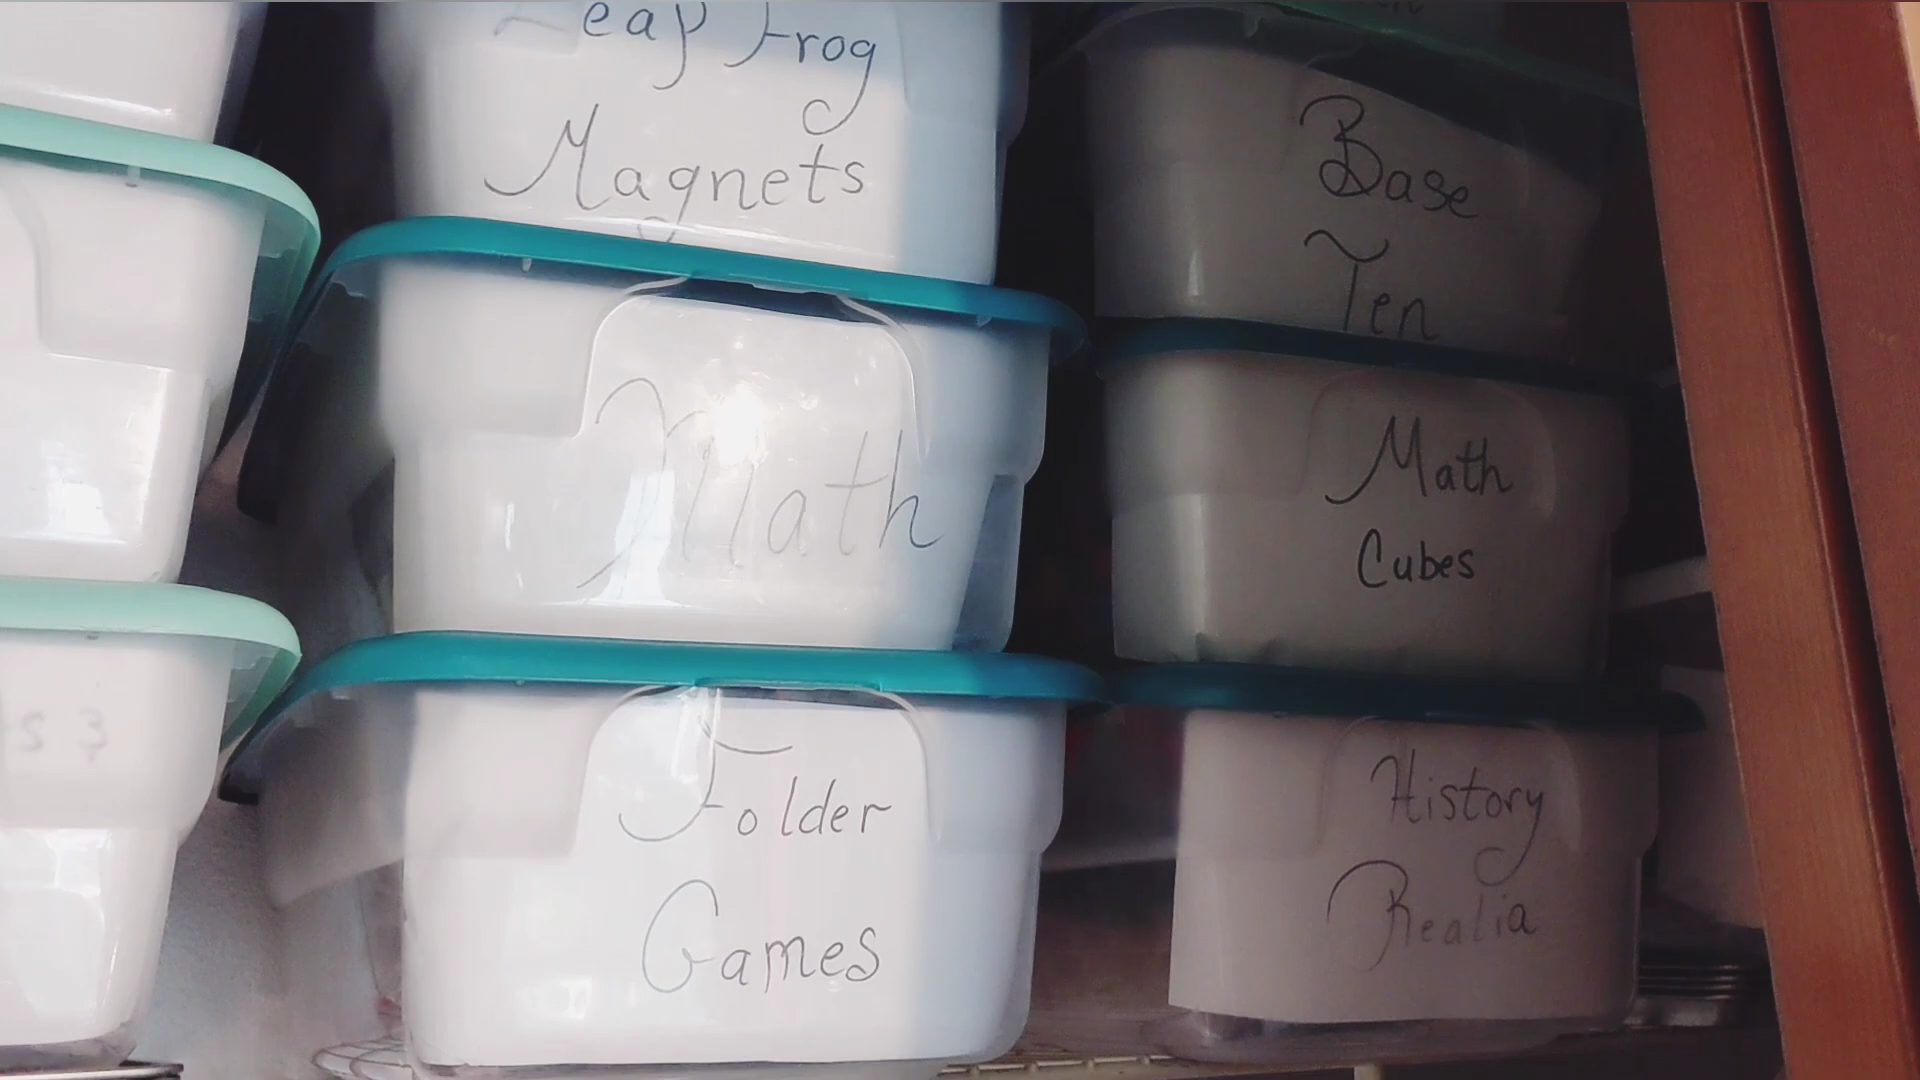 Leap Frog
Magnets
Math
Folder
Games
Base
Ten
Math
Cubes
History
Realia